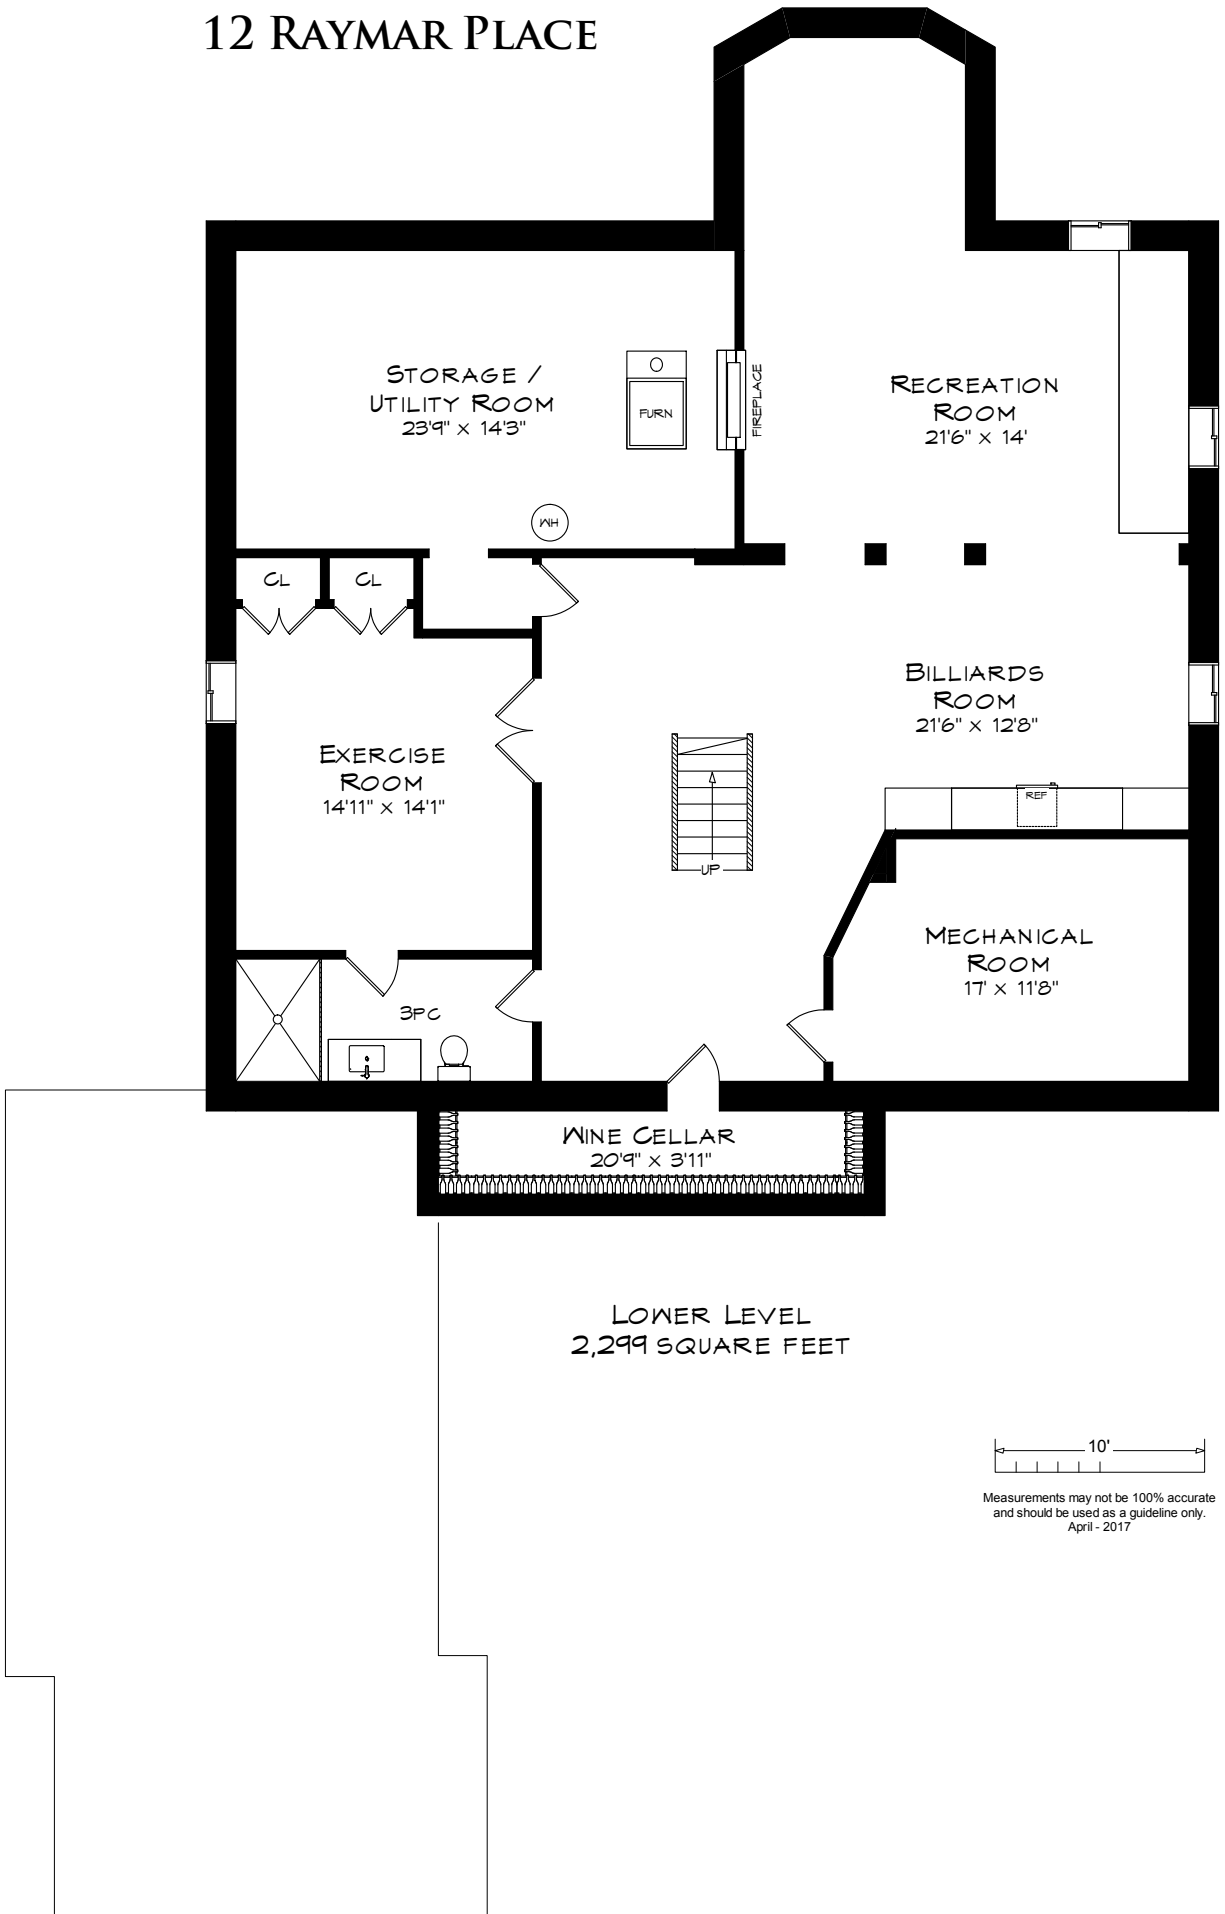 12 RAYMAR PLACE
STORAGE /
UTILITY ROOM
23'9" x 14'3"
FURN
FIREPLACE
WH
RECREATION
ROOM
21'6" x 14'
CL
CL
BILLIARDS
ROOM
21'6" x 12'8"
EXERCISE
ROOM
14'11" x 14'1"
UP
REF
MECHANICAL
ROOM
17' x 11'8"
3PC
WINE CELLAR
20'9" x 3'11"
LOWER LEVEL
2,299 SQUARE FEET
10'
Measurements may not be 100% accurate
and should be used as a guideline only.
April - 2017